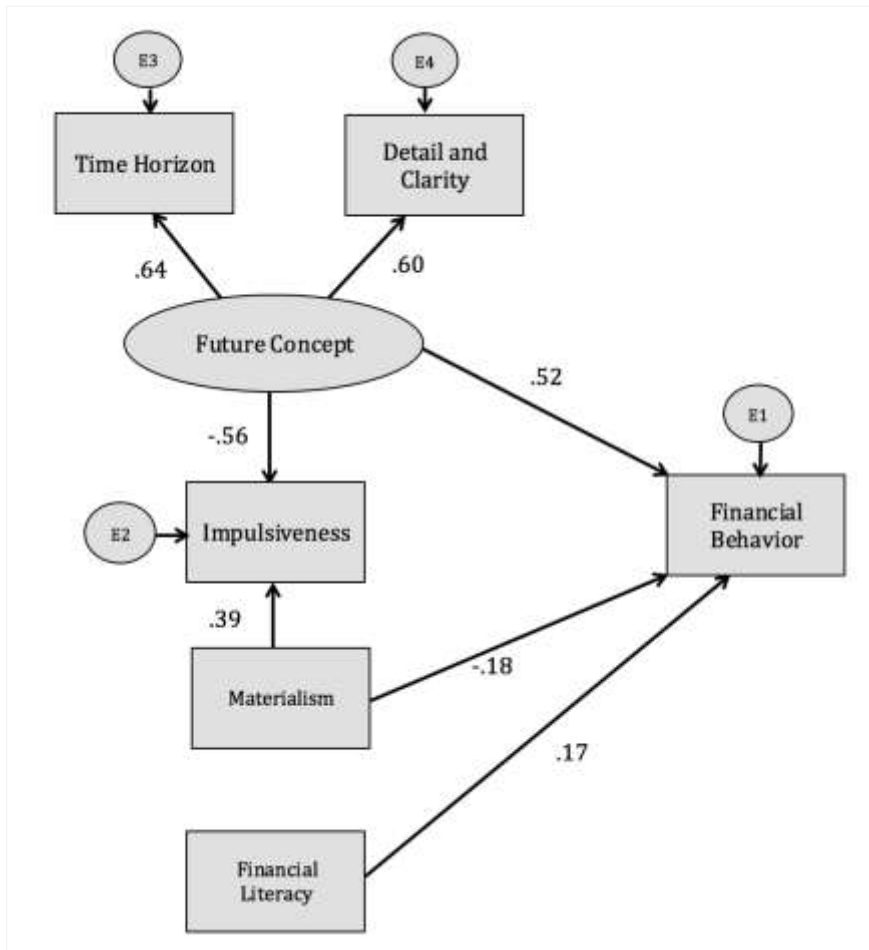 E3
E4
Time Horizon
Detail and
Clarity
.64
.60
Future Concept
.52
-.56
E1
E2
Impulsiveness
Financial
Behavior
.39
Materialism
-.18
.17
Financial
Literacy